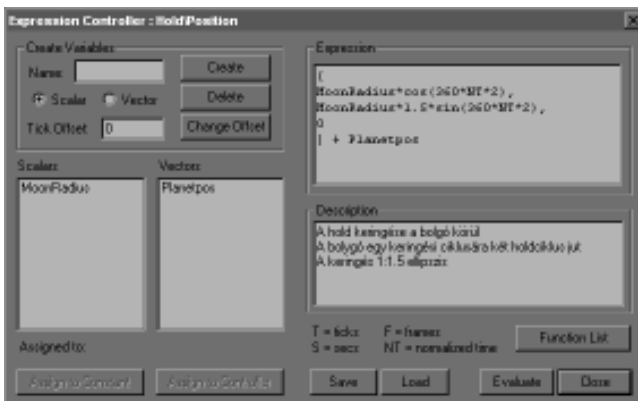 Expression Controller : Hold\Position
Create Variables
Name:
Create
Scalar
Vector
Delete
Tick Offset: 0
Change Offset
Scalars:
MoonRadius
Vectors:
Planetpos
Assigned to:
Assign to Constant
Assign to Controller
Expression
[
MoonRadius*cos(360*NT*2),
MoonRadius*1.5*sin(360*NT*2),
0
] + Planetpos
Description
A hold keringése a bolgó körül
A bolygó egy keringési ciklusára két holdciklus jut
A keringés 1:1.5 ellipszis
T = ticks
F = frames
S = secs
NT = normalized time
Function List
Save
Load
Evaluate
Close